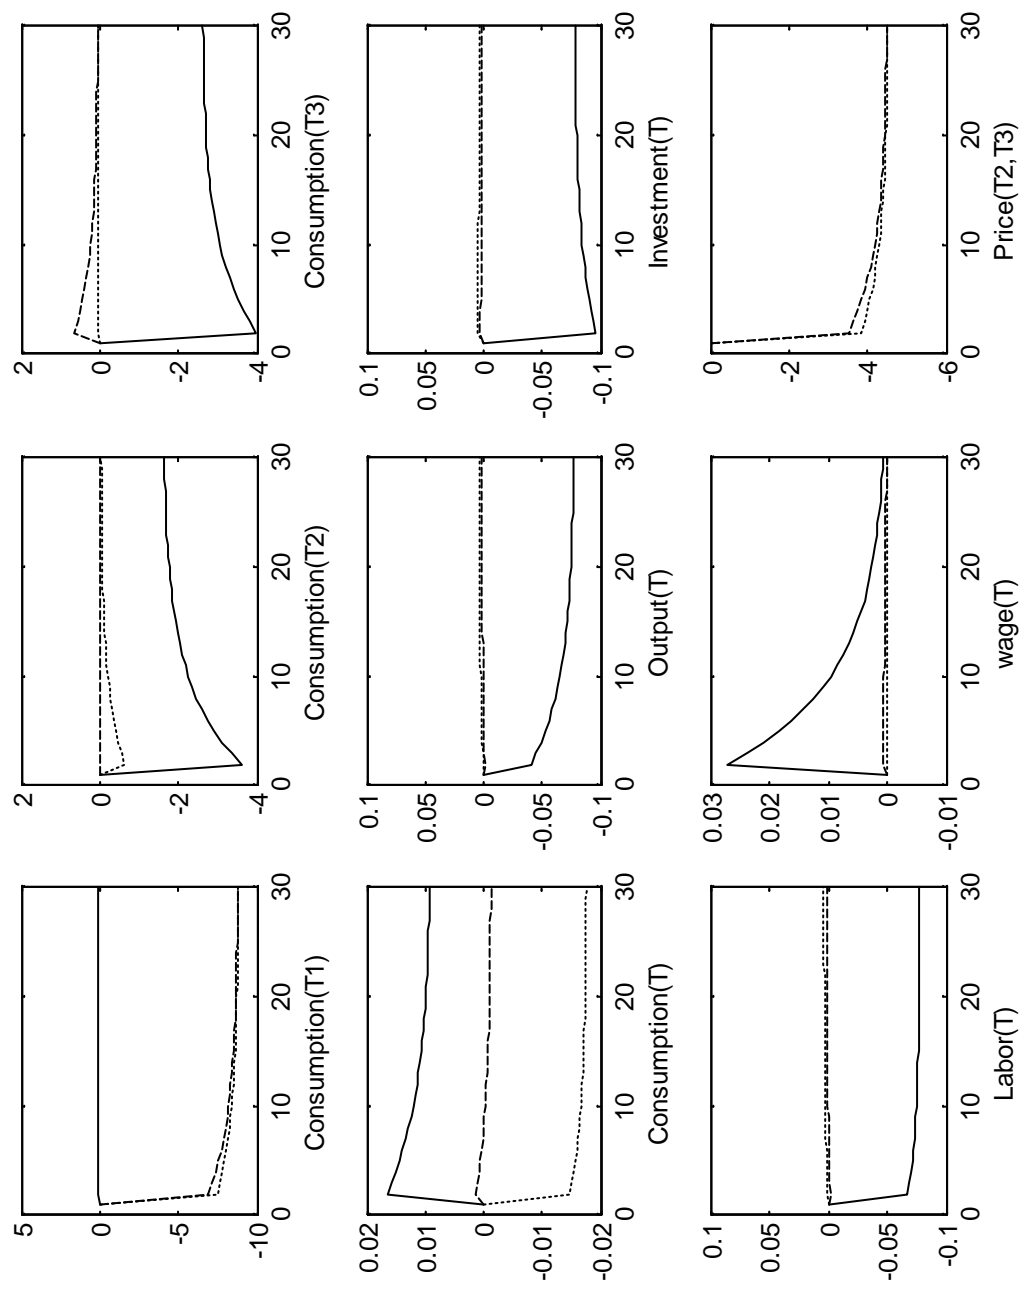 5
0
-5
-10
0 10 20 30
Consumption(T1)
2
0
-2
-4
0 10 20 30
Consumption(T2)
2
0
-2
-4
0 10 20 30
Consumption(T3)
0.02
0.01
0
-0.01
-0.02
0 10 20 30
Consumption(T)
0.1
0.05
0
-0.05
-0.1
0 10 20 30
Output(T)
0.1
0.05
0
-0.05
-0.1
0 10 20 30
Investment(T)
0.1
0.05
0
-0.05
-0.1
0 10 20 30
Labor(T)
0.03
0.02
0.01
0
-0.01
0 10 20 30
wage(T)
0
-2
-4
-6
0 10 20 30
Price(T2,T3)